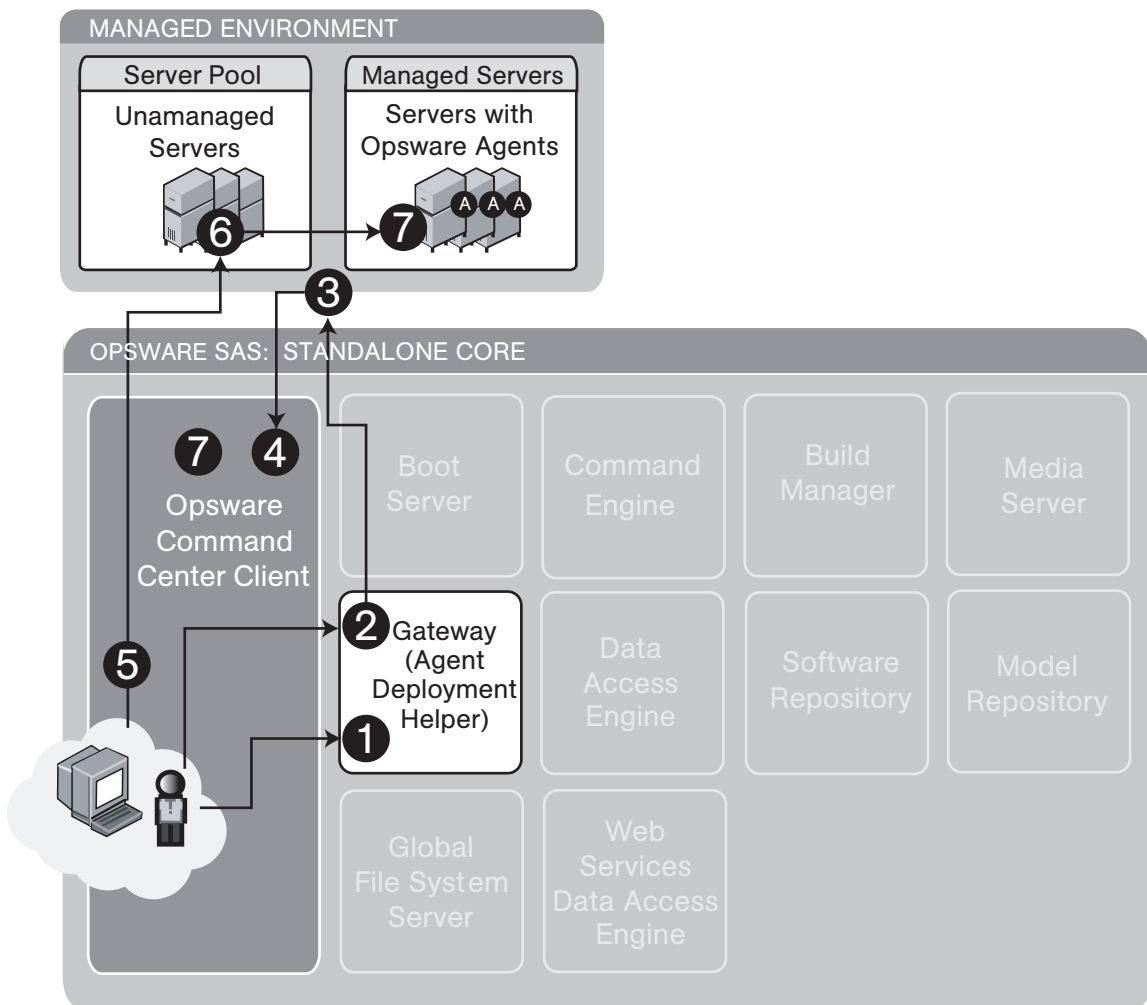 MANAGED ENVIRONMENT
Server Pool
Unamanaged
Servers
6
Managed Servers
Servers with
Opsware Agents
A A A
7
3
OPSWARE SAS: STANDALONE CORE
7 4
Opsware
Command
Center Client
5
Boot
Server
Command
Engine
Build
Manager
Media
Server
2
Gateway
(Agent
Deployment
Helper)
1
Data
Access
Engine
Software
Repository
Model
Repository
Global
File System
Server
Web
Services
Data Access
Engine